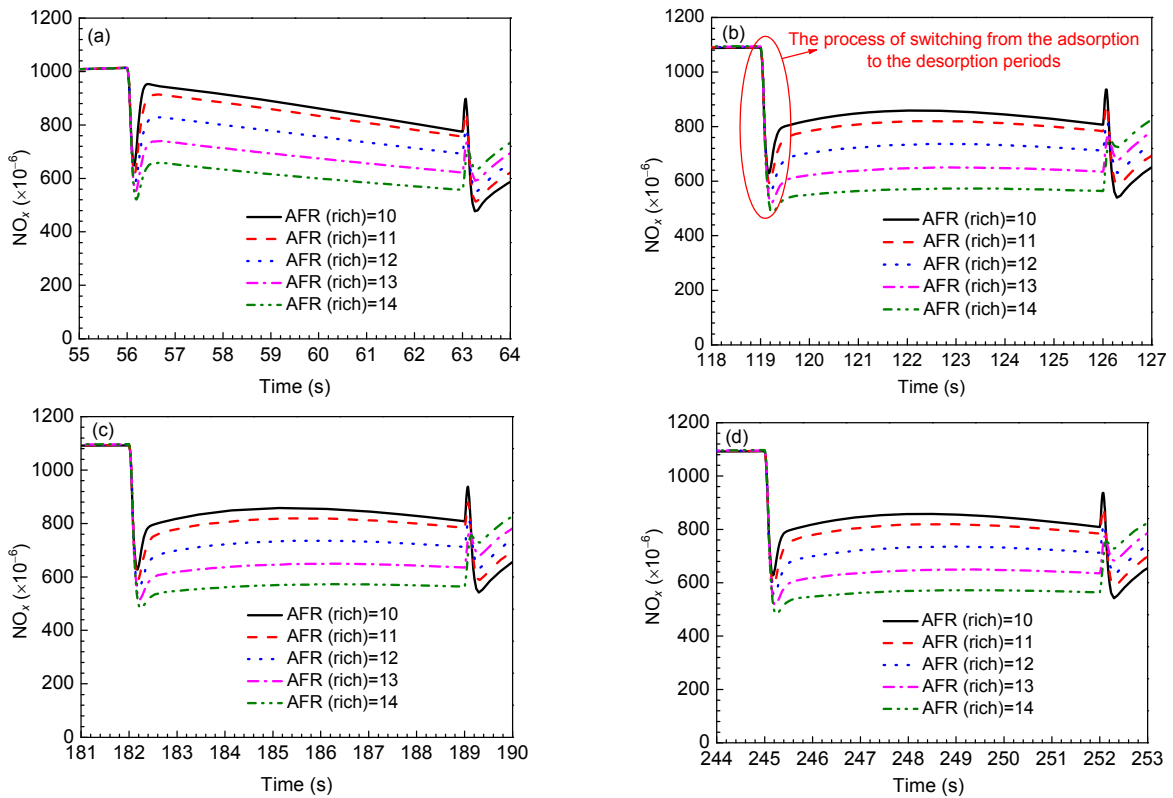 (a)
1200
1000
800
600
400
200
0
NOx (×10−6)
AFR (rich)=10
AFR (rich)=11
AFR (rich)=12
AFR (rich)=13
AFR (rich)=14
55 56 57 58 59 60 61 62 63 64
Time (s)
(b)
1200
1000
800
600
400
200
0
NOx (×10−6)
The process of switching from the adsorption
to the desorption periods
AFR (rich)=10
AFR (rich)=11
AFR (rich)=12
AFR (rich)=13
AFR (rich)=14
118 119 120 121 122 123 124 125 126 127
Time (s)
(c)
1200
1000
800
600
400
200
0
NOx (×10−6)
AFR (rich)=10
AFR (rich)=11
AFR (rich)=12
AFR (rich)=13
AFR (rich)=14
181 182 183 184 185 186 187 188 189 190
Time (s)
(d)
1200
1000
800
600
400
200
0
NOx (×10−6)
AFR (rich)=10
AFR (rich)=11
AFR (rich)=12
AFR (rich)=13
AFR (rich)=14
244 245 246 247 248 249 250 251 252 253
Time (s)